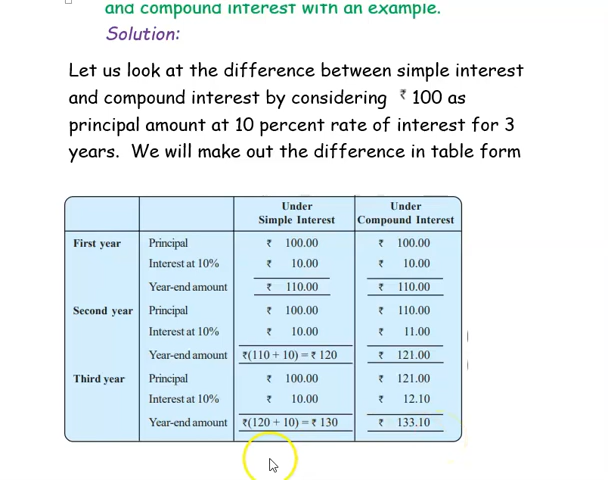 and compound interest with an example.
Solution:
Let us look at the difference between simple interest
and compound interest by considering ₹ 100 as
principal amount at 10 percent rate of interest for 3
years. We will make out the difference in table form
Under Simple Interest Under Compound Interest
First year Principal ₹ 100.00 ₹ 100.00
Interest at 10% ₹ 10.00 ₹ 10.00
Year-end amount ₹ 110.00 ₹ 110.00
Second year Principal ₹ 100.00 ₹ 110.00
Interest at 10% ₹ 10.00 ₹ 11.00
Year-end amount ₹(110 + 10) = ₹ 120 ₹ 121.00
Third year Principal ₹ 100.00 ₹ 121.00
Interest at 10% ₹ 10.00 ₹ 12.10
Year-end amount ₹(120 + 10) = ₹ 130 ₹ 133.10